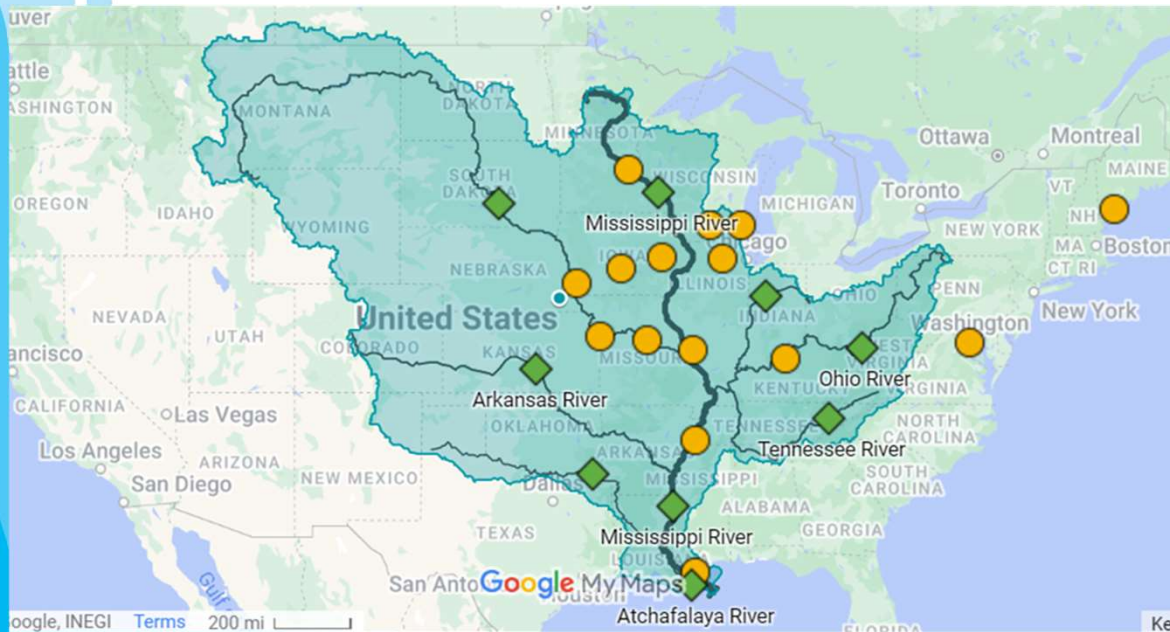 uver
attle
ASHINGTON
MONTANA
NORTH
DAKOTA
MINNESOTA
Ottawa
Montreal
MAINE
OREGON
IDAHO
SOUTH
DAKOTA
WISCONSIN
MICHIGAN
Toronto
VT
NH
WYOMING
Mississippi River
NEW YORK
MA
Boston
CT RI
Chicago
NEBRASKA
IOWA
ILLINOIS
OHIO
PENN
New York
NEVADA
UTAH
United States
INDIANA
Washington
ancisco
COLORADO
KANSAS
MISSOURI
WEST
VIRGINIA
Ohio River
KENTUCKY
VIRGINIA
CALIFORNIA
Las Vegas
Arkansas River
OKLAHOMA
TENNESSEE
NORTH
CAROLINA
Tennessee River
Los Angeles
ARIZONA
NEW MEXICO
ARKANSAS
MISSISSIPPI
SOUTH
CAROLINA
San Diego
Dallas
ALABAMA
GEORGIA
TEXAS
Mississippi River
LOUISIANA
San Anto
Google My Maps
Houston
Atchafalaya River
FLORIDA
Gulf
oogle, INEGI
Terms
200 mi
Ke